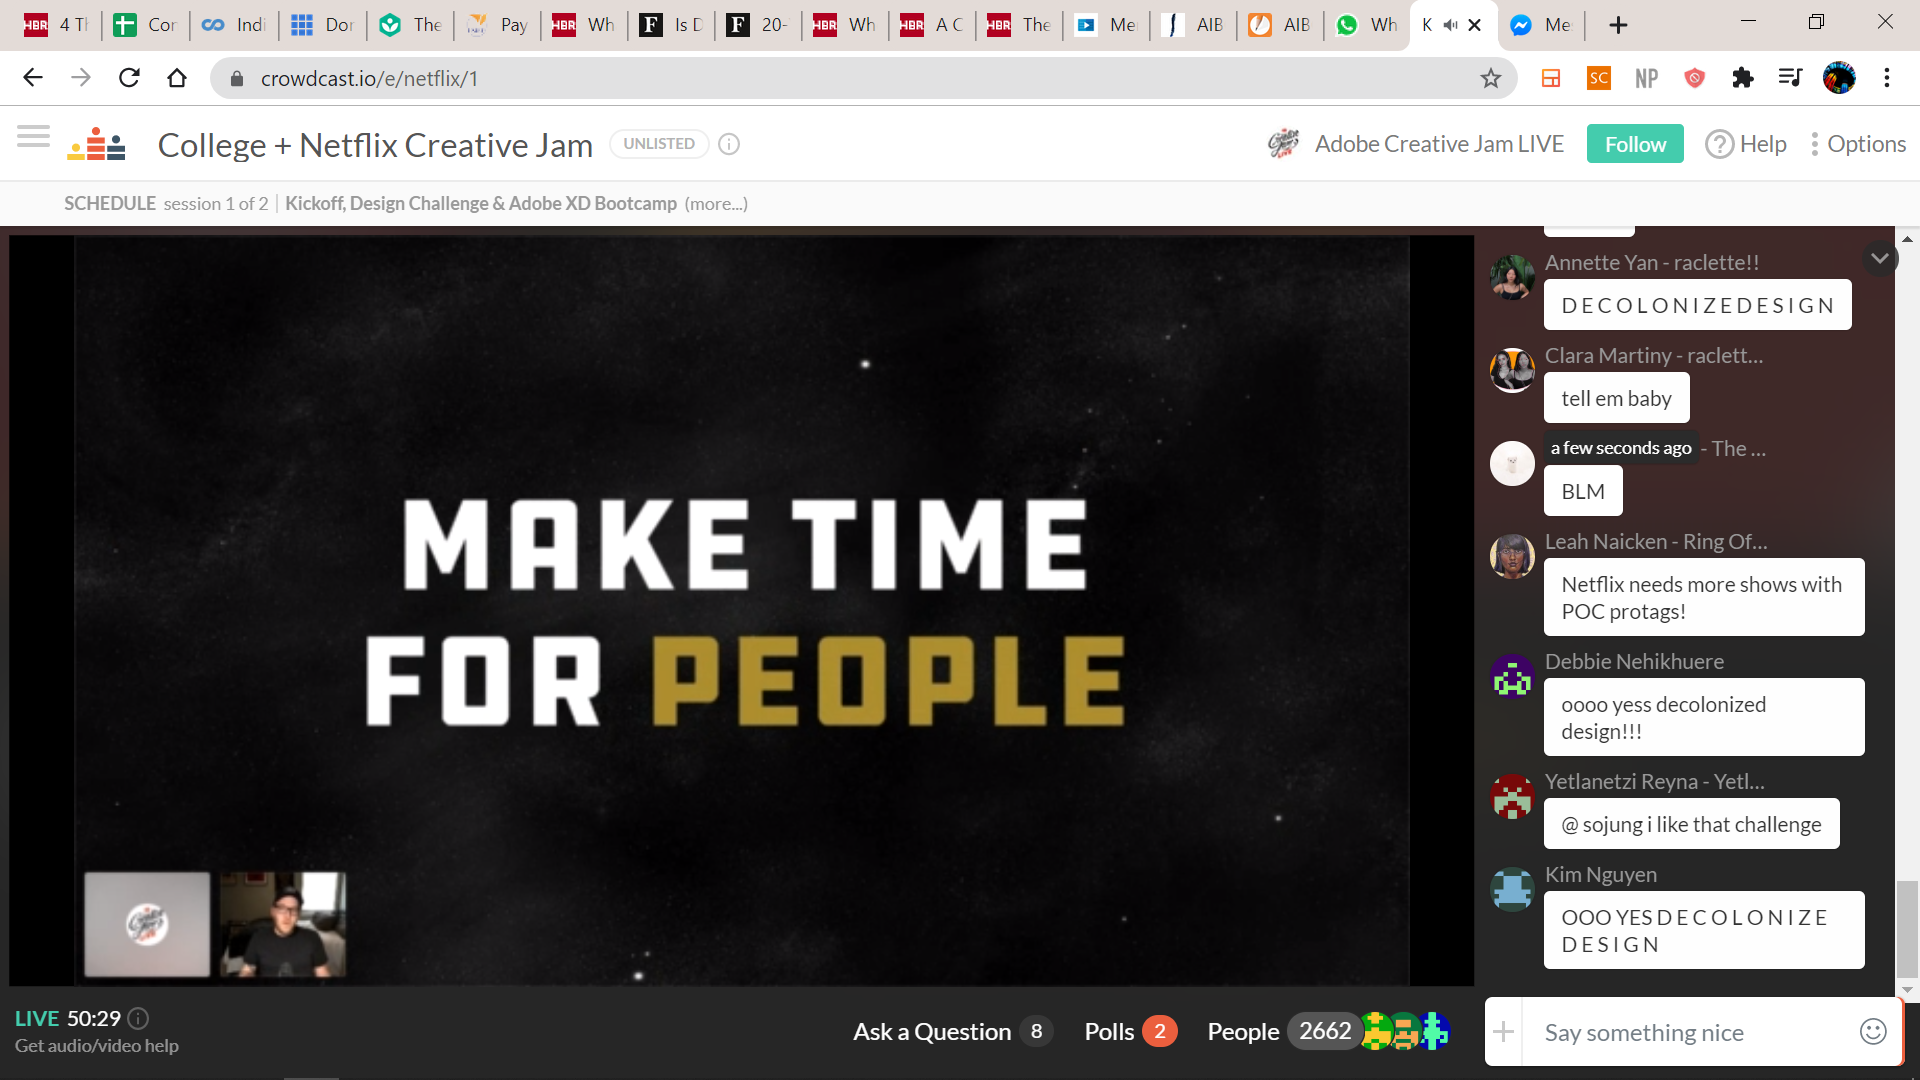 HBR 4 Th
Cor
Indi
Dor
The
Pay
HBR Wh
F Is D
F 20-
HBR Wh
HBR A C
HBR The
Me
AIB
AIB
Wh
K
Me
crowdcast.io/e/netflix/1
SC
NP
College + Netflix Creative Jam
UNLISTED
Adobe Creative Jam LIVE
Follow
Help
Options
SCHEDULE session 1 of 2 | Kickoff, Design Challenge & Adobe XD Bootcamp (more...)
MAKE TIME
FOR PEOPLE
Annette Yan - raclette!!
D E C O L O N I Z E D E S I G N
Clara Martiny - raclett...
tell em baby
a few seconds ago - The ...
BLM
Leah Naicken - Ring Of...
Netflix needs more shows with
POC protags!
Debbie Nehikhuere
oooo yess decolonized
design!!!
Yetlanetzi Reyna - Yetl...
@ sojung i like that challenge
Kim Nguyen
OOO YES D E C O L O N I Z E
D E S I G N
LIVE 50:29
Get audio/video help
Ask a Question 8
Polls 2
People 2662
Say something nice